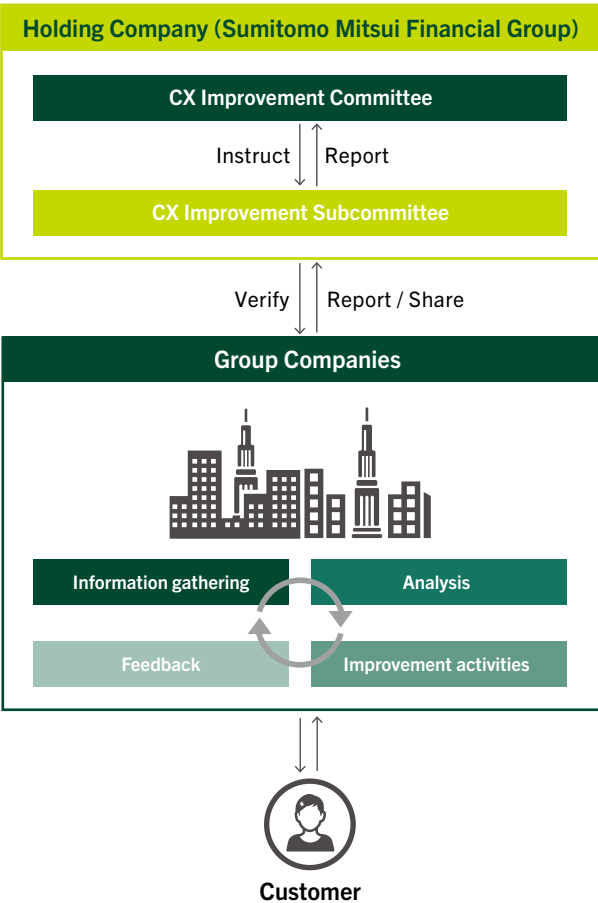 Holding Company (Sumitomo Mitsui Financial Group)
CX Improvement Committee
Instruct
Report
CX Improvement Subcommittee
Verify
Report / Share
Group Companies
Information gathering
Analysis
Feedback
Improvement activities
Customer